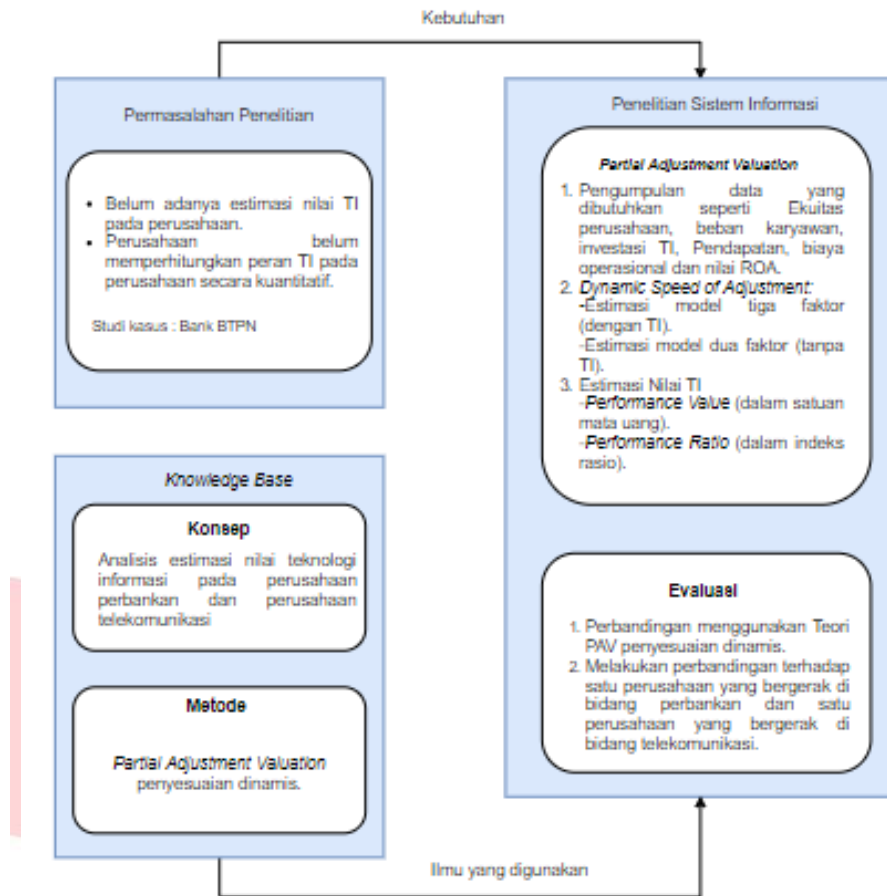 Kebutuhan
Permasalahan Penelitian
• Belum adanya estimasi nilai TI
pada perusahaan.
• Perusahaan belum
memperhitungkan peran TI pada
perusahaan secara kuantitatif.
Studi kasus : Bank BTPN
Knowledge Base
Konsep
Analisis estimasi nilai teknologi
informasi pada perusahaan
perbankan dan perusahaan
telekomunikasi
Metode
Partial Adjustment Valuation
penyesuaian dinamis.
Penelitian Sistem Informasi
Partial Adjustment Valuation
1. Pengumpulan data yang
dibutuhkan seperti Ekuitas
perusahaan, beban karyawan,
investasi TI, Pendapatan, biaya
operasional dan nilai ROA.
2. Dynamic Speed of Adjustment:
-Estimasi model tiga faktor
(dengan TI).
-Estimasi model dua faktor (tanpa
TI).
3. Estimasi Nilai TI
-Performance Value (dalam satuan
mata uang).
-Performance Ratio (dalam indeks
rasio).
Evaluasi
1. Perbandingan menggunakan Teori
PAV penyesuaian dinamis.
2. Melakukan perbandingan terhadap
satu perusahaan yang bergerak di
bidang perbankan dan satu
perusahaan yang bergerak di
bidang telekomunikasi.
Ilmu yang digunakan